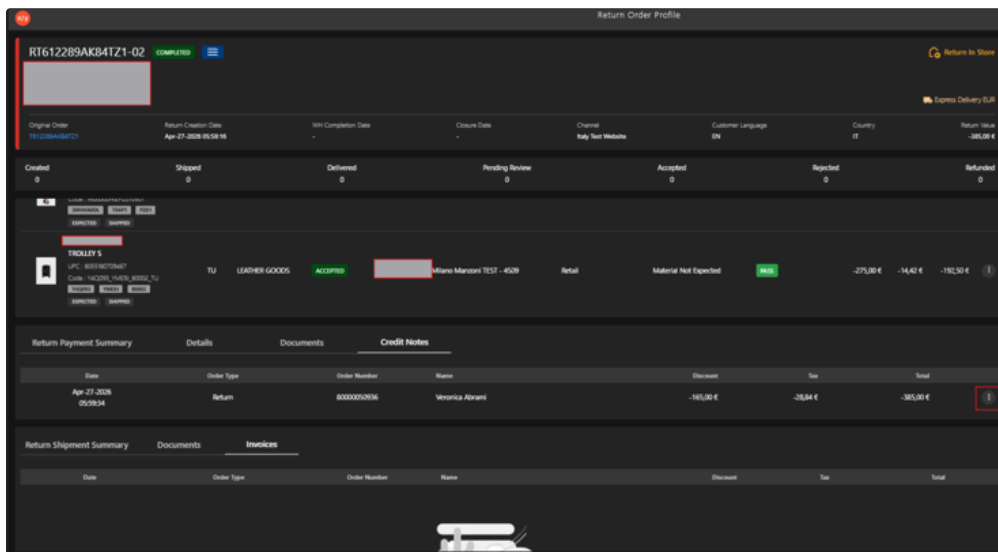 Return Order Profile
RT612289AK84TZ1-02 COMPLETED
Return In Store
Express Delivery EUR
Original Order Return Creation Date WH Completion Date Closure Date Channel Customer Language Country Return Value
T612289AK84TZ1 Apr-27-2026 05:59:16 - - Italy Test Website EN IT -385,00 €
Created Shipped Delivered Pending Review Accepted Rejected Refunded
0 0 0 0 0 0 0
EXPECTED SHIPPED
TROLLEY S
TU LEATHER GOODS ACCEPTED Milano Manzoni TEST - 4509 Retail Material Not Expected PASS -275,00 € -14,42 € -192,50 €
EXPECTED SHIPPED
Return Payment Summary Details Documents Credit Notes
Date Order Type Order Number Name Discount Tax Total
Apr-27-2026
05:59:34
Return 80000050936 Veronica Abrami -165,00 € -28,84 € -385,00 €
Return Shipment Summary Documents Invoices
Date Order Type Order Number Name Discount Tax Total